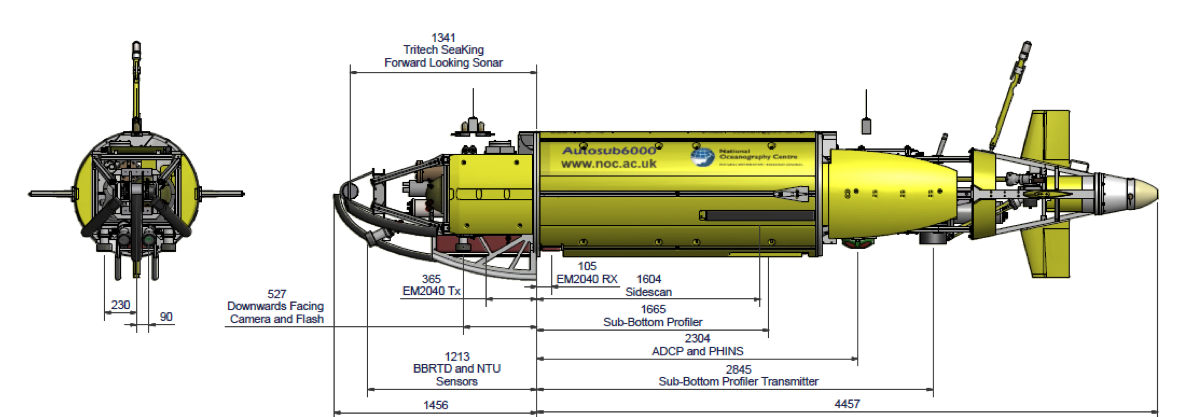 1341
Tritech SeaKing
Forward Looking Sonar
Autosub6000
www.noc.ac.uk
National
Oceanography Centre
105
EM2040 RX
365
EM2040 Tx
1604
Sidescan
527
Downwards Facing
Camera and Flash
230
90
1665
Sub-Bottom Profiler
2304
ADCP and PHINS
1213
BBRTD and NTU
Sensors
2845
Sub-Bottom Profiler Transmitter
1456
4457